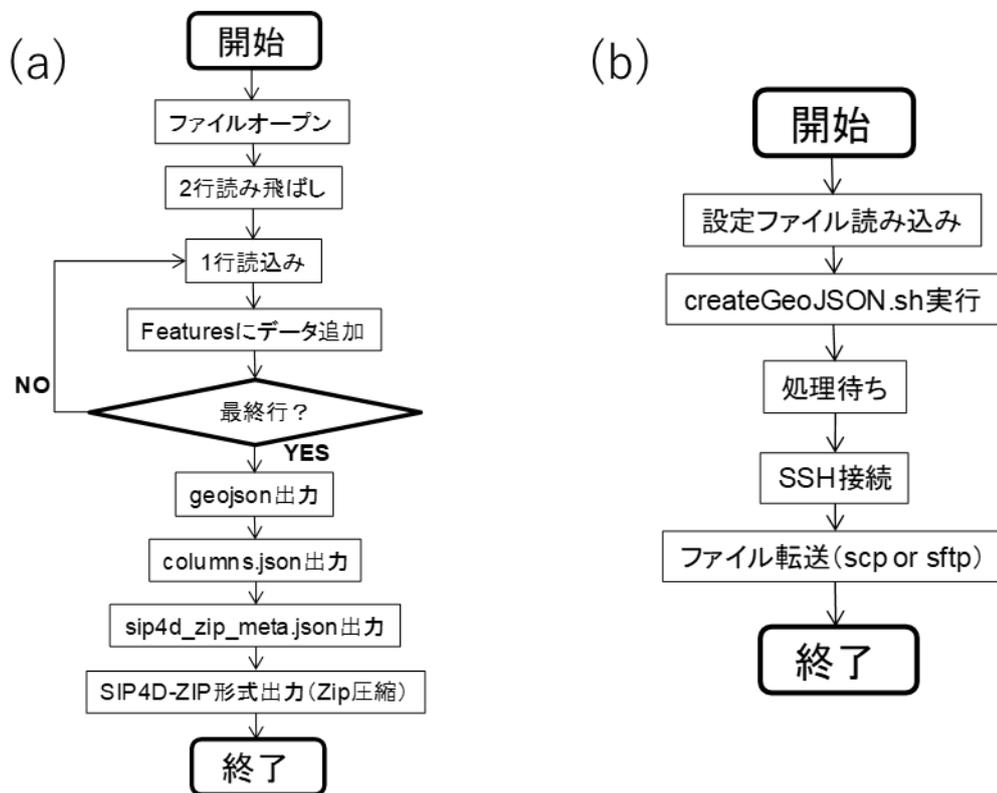 (a)
開始
ファイルオープン
2行読み飛ばし
1行読込み
Featuresにデータ追加
NO
最終行？
YES
geojson出力
columns.json出力
sip4d_zip_meta.json出力
SIP4D-ZIP形式出力（Zip圧縮）
終了
(b)
開始
設定ファイル読み込み
createGeoJSON.sh実行
処理待ち
SSH接続
ファイル転送（scp or sftp）
終了